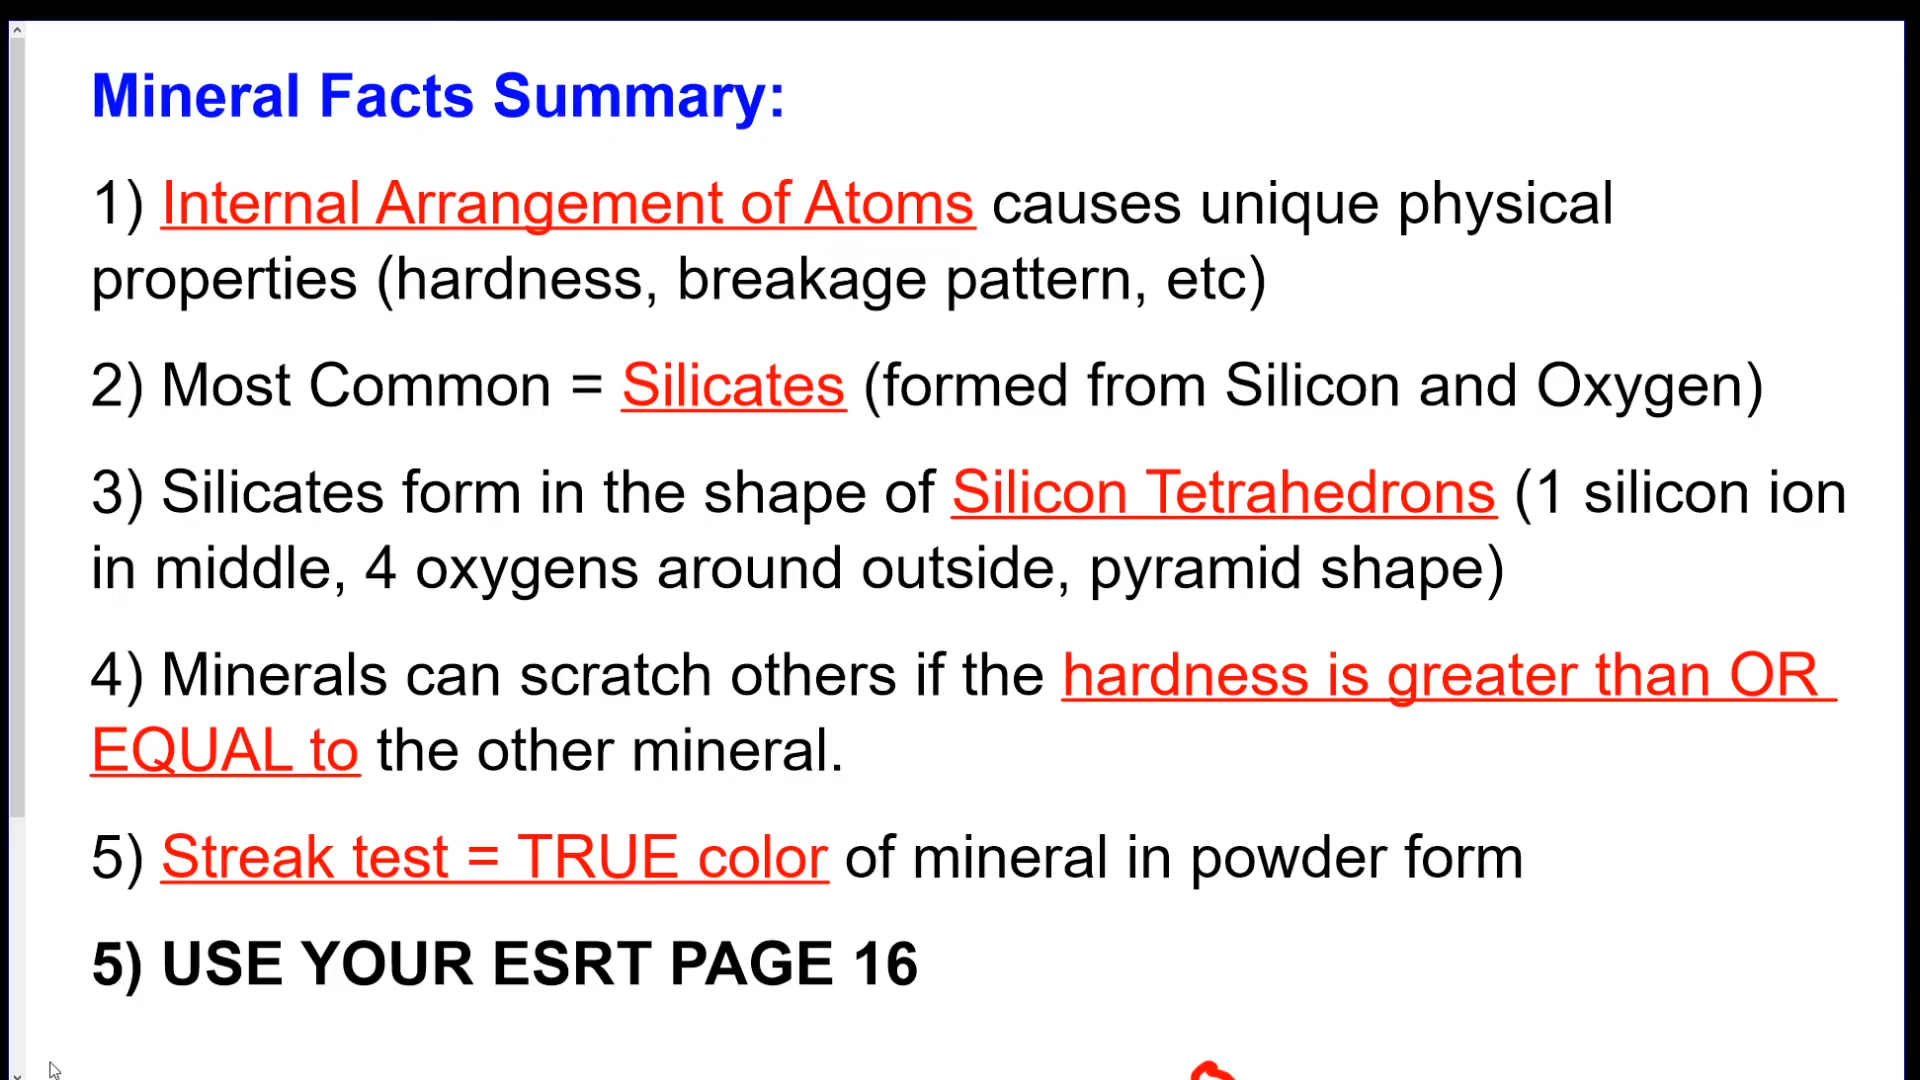 Mineral Facts Summary:
1) Internal Arrangement of Atoms causes unique physical
properties (hardness, breakage pattern, etc)
2) Most Common = Silicates (formed from Silicon and Oxygen)
3) Silicates form in the shape of Silicon Tetrahedrons (1 silicon ion
in middle, 4 oxygens around outside, pyramid shape)
4) Minerals can scratch others if the hardness is greater than OR
EQUAL to the other mineral.
5) Streak test = TRUE color of mineral in powder form
5) USE YOUR ESRT PAGE 16